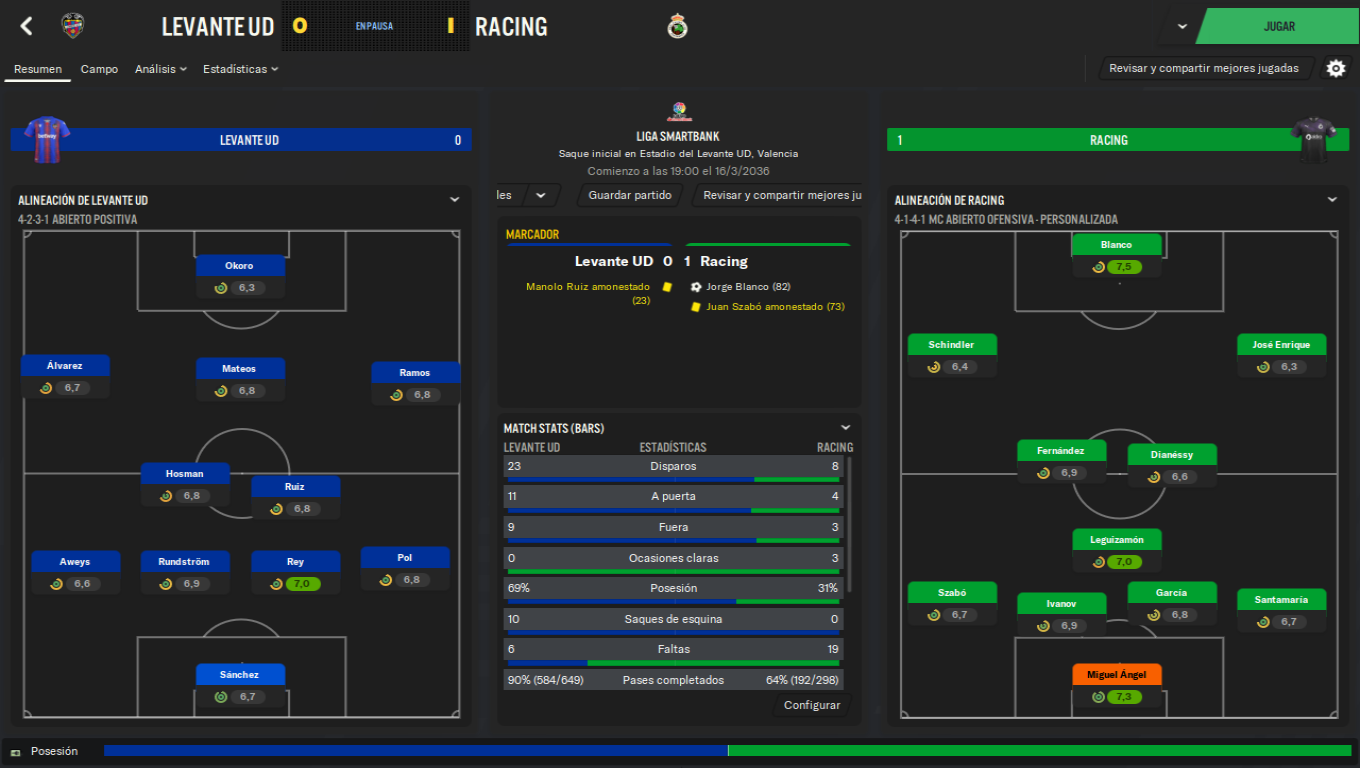 LEVANTE UD
0
EN PAUSA
1
RACING
JUGAR
Resumen
Campo
Análisis
Estadísticas
Revisar y compartir mejores jugadas
LEVANTE UD
0
LIGA SMARTBANK
Saque inicial en Estadio del Levante UD, Valencia
Comienzo a las 19:00 el 16/3/2036
les
Guardar partido
Revisar y compartir mejores ju
1
RACING
ALINEACIÓN DE LEVANTE UD
4-2-3-1 ABIERTO POSITIVA
Okoro
6,3
Álvarez
6,7
Mateos
6,8
Ramos
6,8
Hosman
6,8
Ruiz
6,8
Aweys
6,6
Rundström
6,9
Rey
7,0
Pol
6,8
Sánchez
6,7
MARCADOR
Levante UD 0 1 Racing
Manolo Ruiz amonestado
(23)
Jorge Blanco (82)
Juan Szabó amonestado (73)
MATCH STATS (BARS)
LEVANTE UD ESTADÍSTICAS RACING
23 Disparos 8
11 A puerta 4
9 Fuera 3
0 Ocasiones claras 3
69% Posesión 31%
10 Saques de esquina 0
6 Faltas 19
90% (584/649) Pases completados 64% (192/298)
Configurar
ALINEACIÓN DE RACING
4-1-4-1 MC ABIERTO OFENSIVA - PERSONALIZADA
Blanco
7,5
Schindler
6,4
José Enrique
6,3
Fernández
6,9
Dianéssy
6,6
Leguizamón
7,0
Szabó
6,7
Ivanov
6,9
García
6,8
Santamaría
6,7
Miguel Ángel
7,3
Posesión